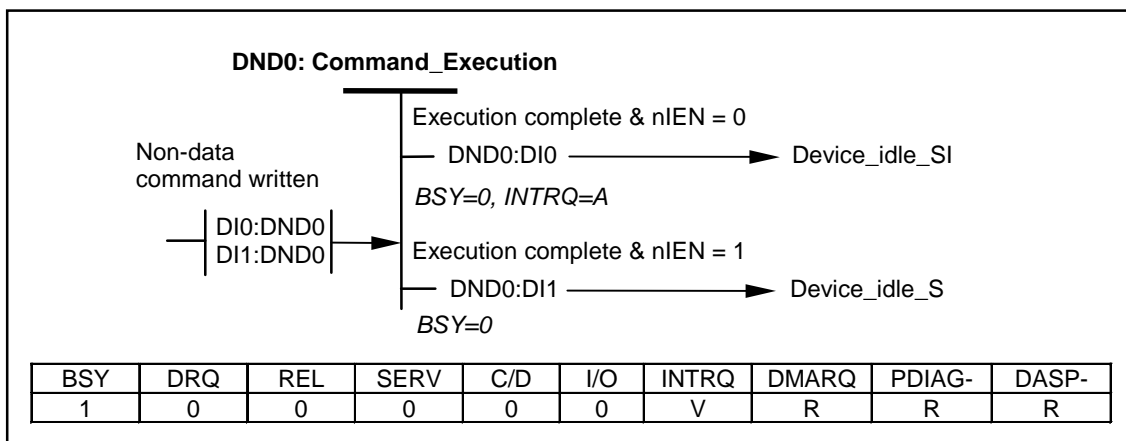 DND0: Command_Execution
Execution complete & nIEN = 0
DND0:DI0
Device_idle_SI
BSY=0, INTRQ=A
Non-data
command written
DI0:DND0
DI1:DND0
Execution complete & nIEN = 1
DND0:DI1
Device_idle_S
BSY=0
BSY DRQ REL SERV C/D I/O INTRQ DMARQ PDIAG- DASP-
1 0 0 0 0 0 V R R R